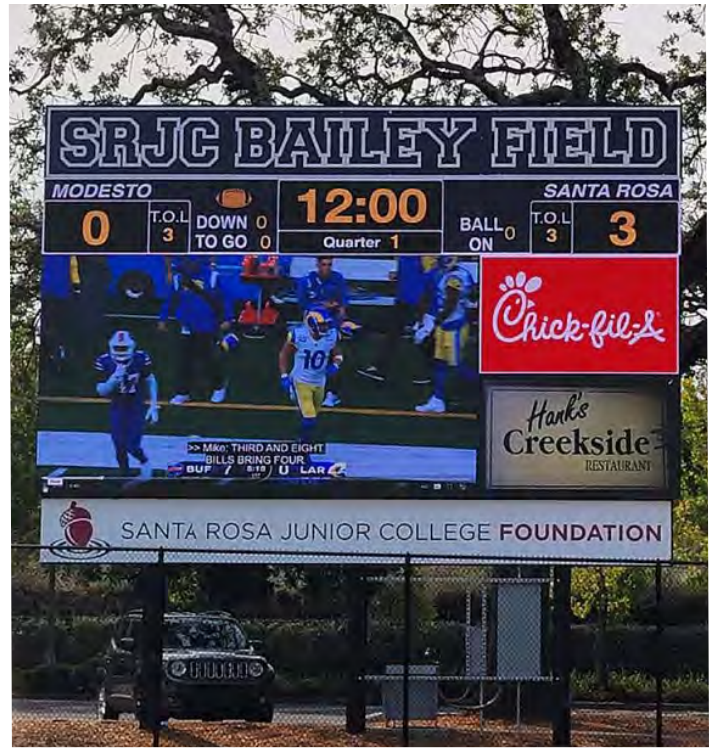 SRJC BAILEY FIELD
MODESTO
SANTA ROSA
0
T.O.L
3
DOWN 0
TO GO 0
12:00
Quarter 1
BALL 0
ON
T.O.L
3
3
Chick-fil-A
10
>> Mike: THIRD AND EIGHT.
BILLS BRING FOUR.
BUF 7
0 LAR
Hank's
Creekside
RESTAURANT
SANTA ROSA JUNIOR COLLEGE FOUNDATION